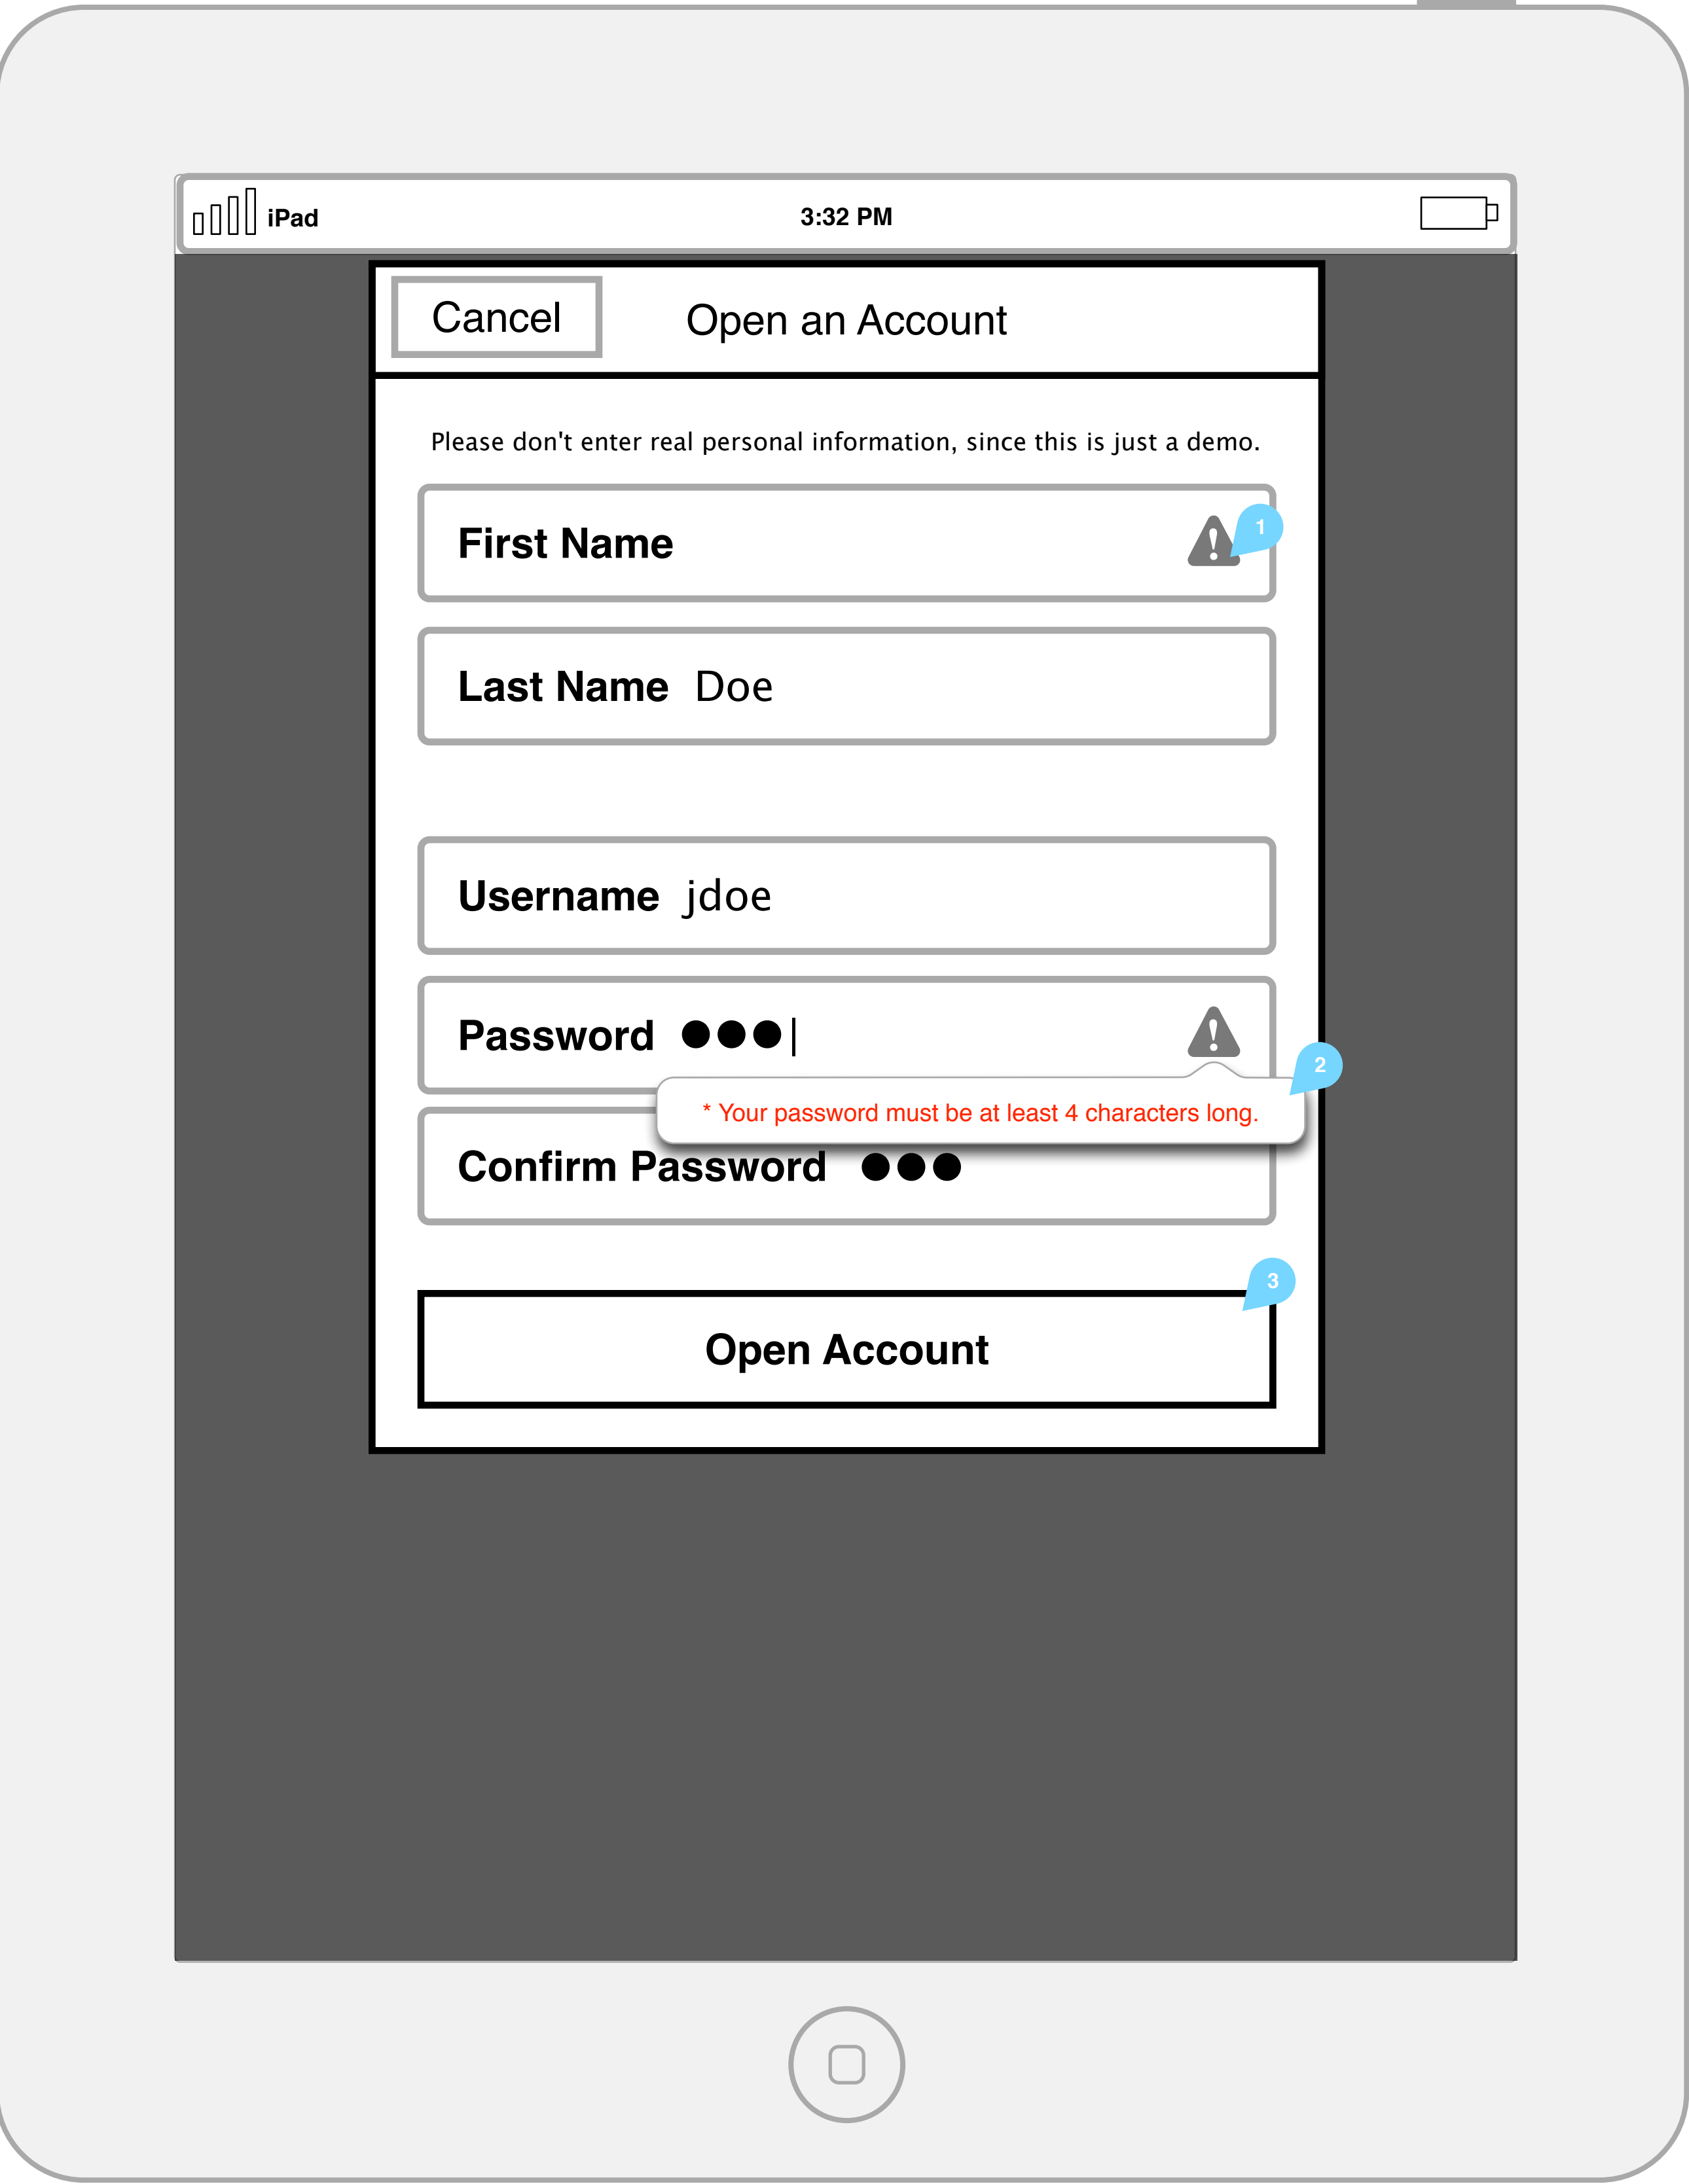 iPad 3:32 PM
Cancel Open an Account
Please don't enter real personal information, since this is just a demo.
First Name 1
Last Name Doe
Username jdoe
Password
2
* Your password must be at least 4 characters long.
Confirm Password
3
Open Account